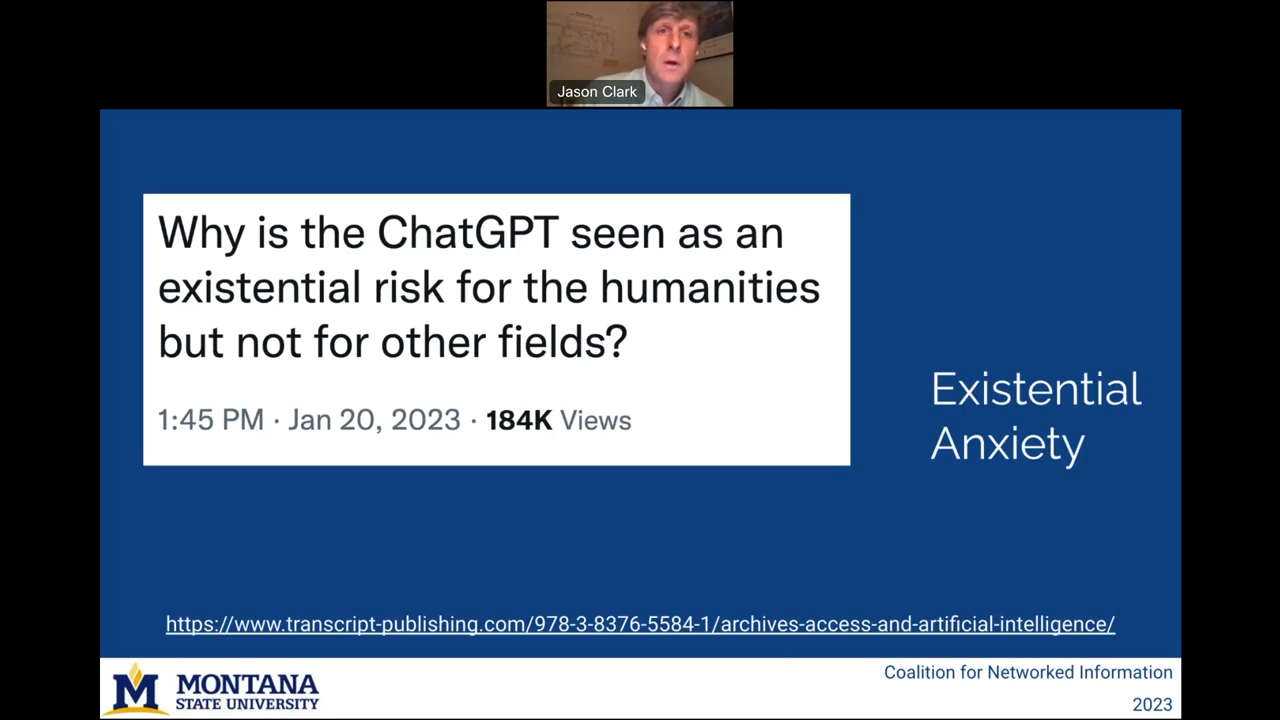 Jason Clark
Why is the ChatGPT seen as an
existential risk for the humanities
but not for other fields?
1:45 PM · Jan 20, 2023 · 184K Views
Existential
Anxiety
https://www.transcript-publishing.com/978-3-8376-5584-1/archives-access-and-artificial-intelligence/
M MONTANA
STATE UNIVERSITY
Coalition for Networked Information
2023